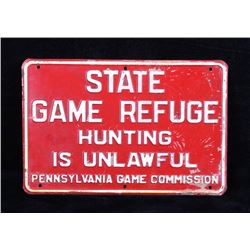 STATE
GAME REFUGE
HUNTING
IS UNLAWFUL
PENNSYLVANIA GAME COMMISSION